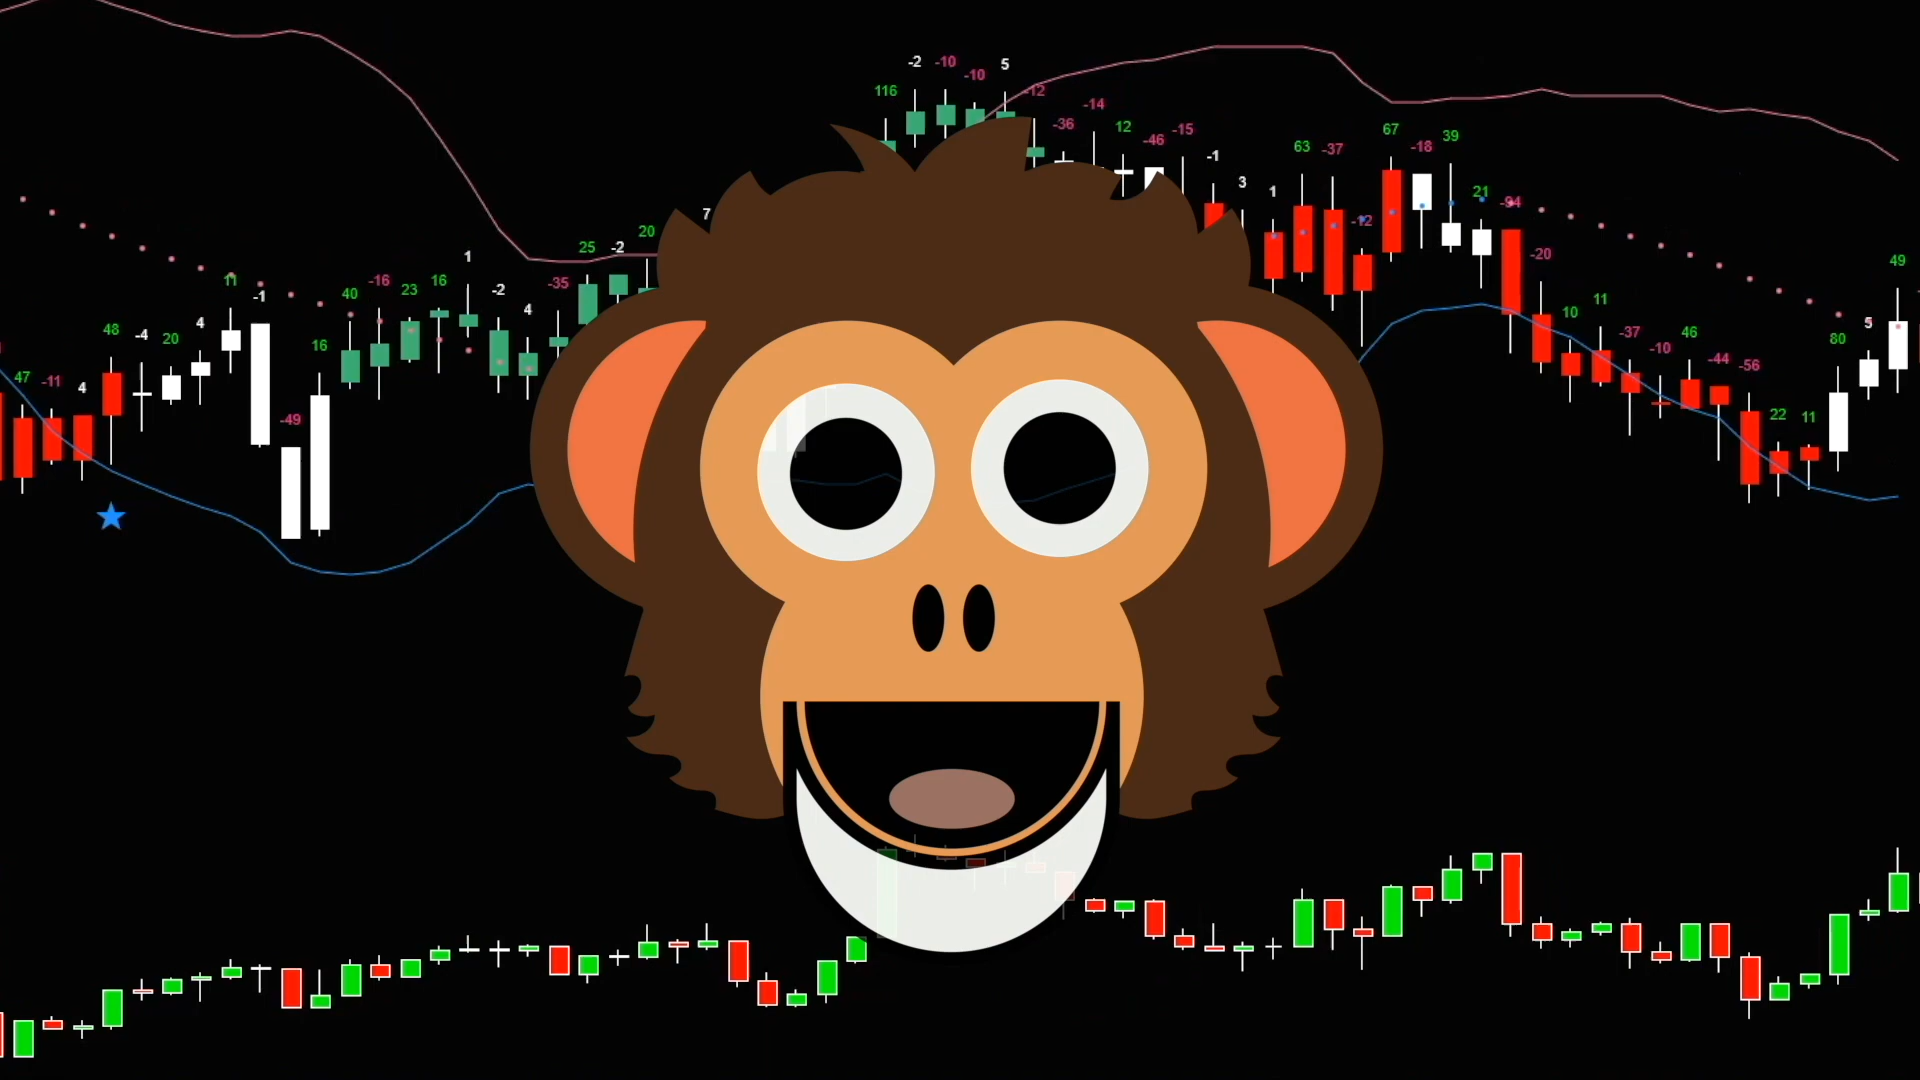 -2 -10 5
-10
116 -12
-14
-36 12 -15 67 39
-46 63 -37 -18
-1
3 1 21 -94
7
20 -12
25 -2 -20
1 49
11 -16 16 -35
-1 40 23 -2 11
4 10
48 -4 4 5
20 16 -37 46 80
-10
-44
-56
47 -11 4
-49 22 11